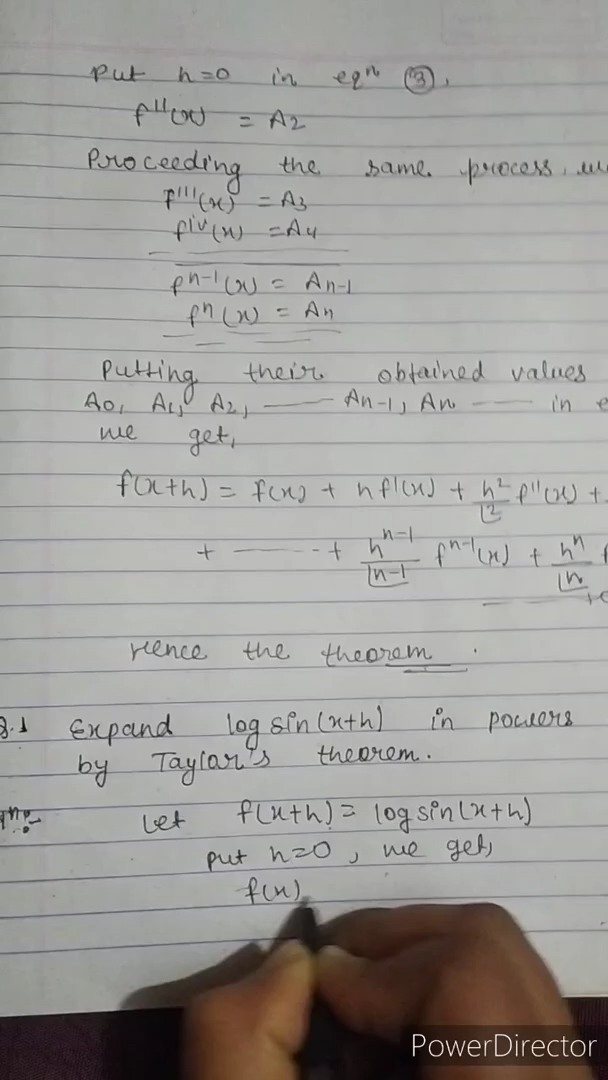 Put h=0 in eqⁿ ③,
f''(x) = A2
Proceeding the same process, we
f'''(x) = A3
fⁱᵛ(x) = A4
fⁿ⁻¹(x) = An-1
fⁿ(x) = An
Putting their obtained values
A0, A1, A2, —— An-1, An —— in e
we get,
f(x+h) = f(x) + hf'(x) + h²/⌊2 f''(x) +
+ ------- + hⁿ⁻¹/⌊n-1 fⁿ⁻¹(x) + hⁿ/⌊n f
Hence the theorem.
Q.1 Expand log sin(x+h) in powers
by Taylar's theorem.
Let f(x+h) = log sin(x+h)
put h=0, we get,
f(x)
PowerDirector